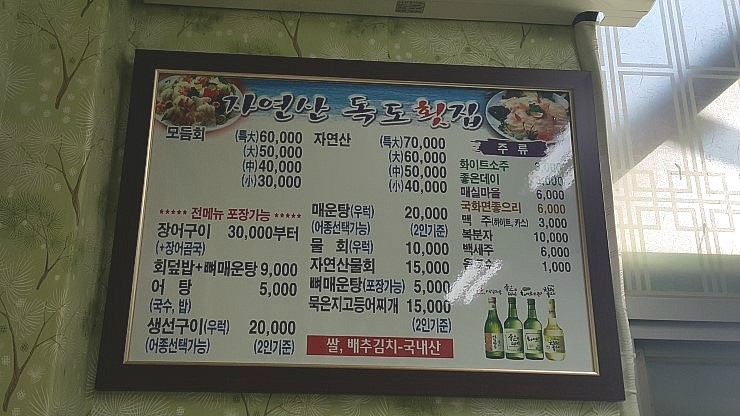 자연산 독도횟집
모듬회 (특大)60,000
(大)50,000
(中)40,000
(小)30,000
***** 전메뉴 포장가능 *****
장어구이 30,000부터
(+장어곰국)
회덮밥+뼈매운탕 9,000
어 탕 5,000
(국수, 밥)
생선구이(우럭) 20,000
(어종선택가능) (2인기준)
자연산 (특大)70,000
(大)60,000
(中)50,000
(小)40,000
매운탕(우럭) 20,000
(어종선택가능) (2인기준)
물 회(우럭) 10,000
자연산물회 15,000
뼈매운탕(포장가능) 5,000
묵은지고등어찌개 15,000
(2인기준)
쌀, 배추김치-국내산
주 류
화이트소주
좋은데이
매실마을 6,000
국화면좋으리 6,000
맥 주(하이트, 카스) 3,000
복분자 10,000
백세주 6,000
1,000